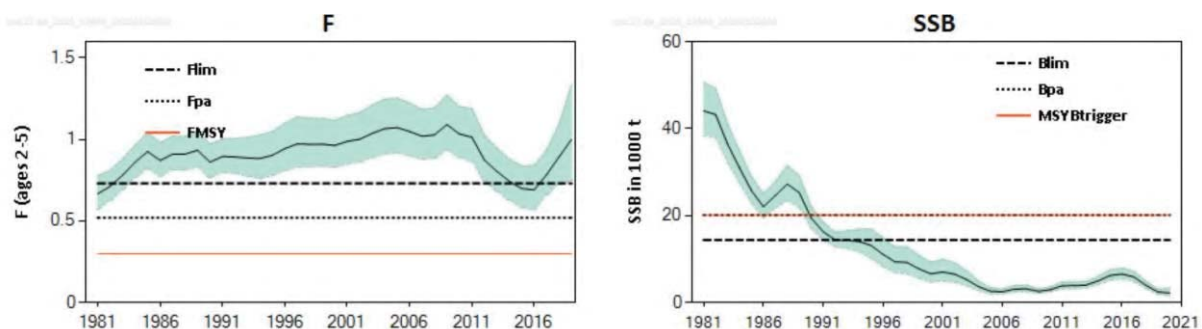 F
1.5
1
0.5
0
F (ages 2-5)
Flim
Fpa
FMSY
1981 1986 1991 1996 2001 2006 2011 2016
SSB
60
40
20
0
SSB in 1000 t
Blim
Bpa
MSYBtrigger
1981 1986 1991 1996 2001 2006 2011 2016 2021